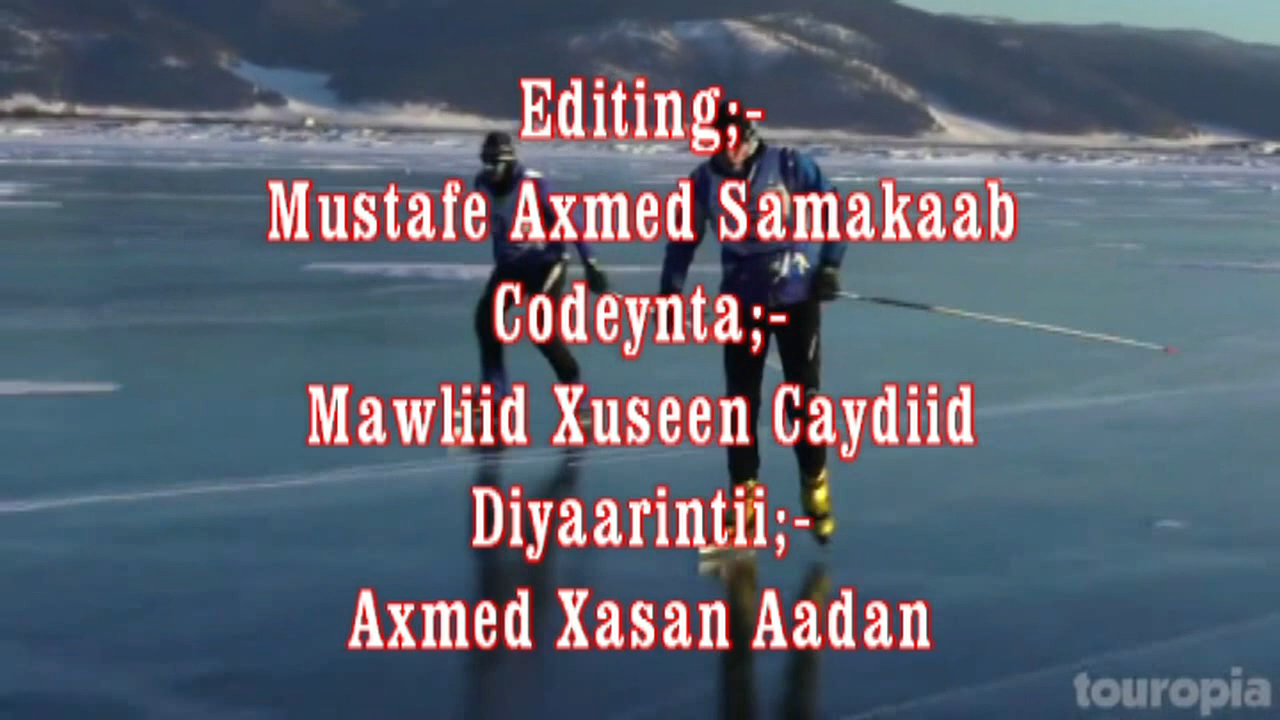 Editing;-
Mustafe Axmed Samakaab
Codeynta;-
Mawliid Xuseen Caydiid
Diyaarintii;-
Axmed Xasan Aadan
touropia